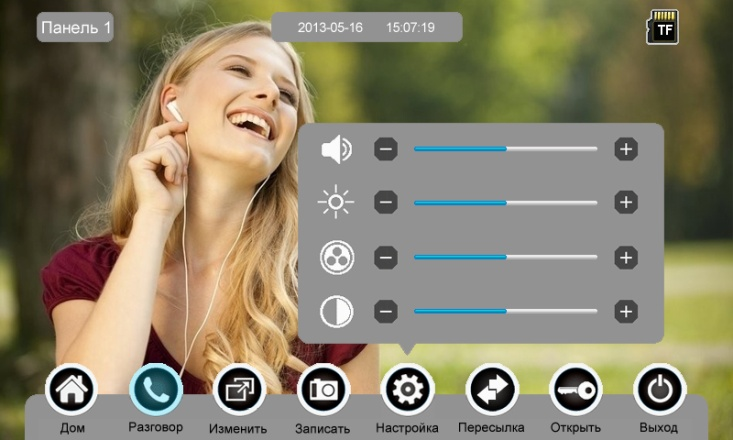 Панель 1
2013-05-16 15:07:19
TF
Дом
Разговор
Изменить
Записать
Настройка
Пересылка
Открыть
Выход